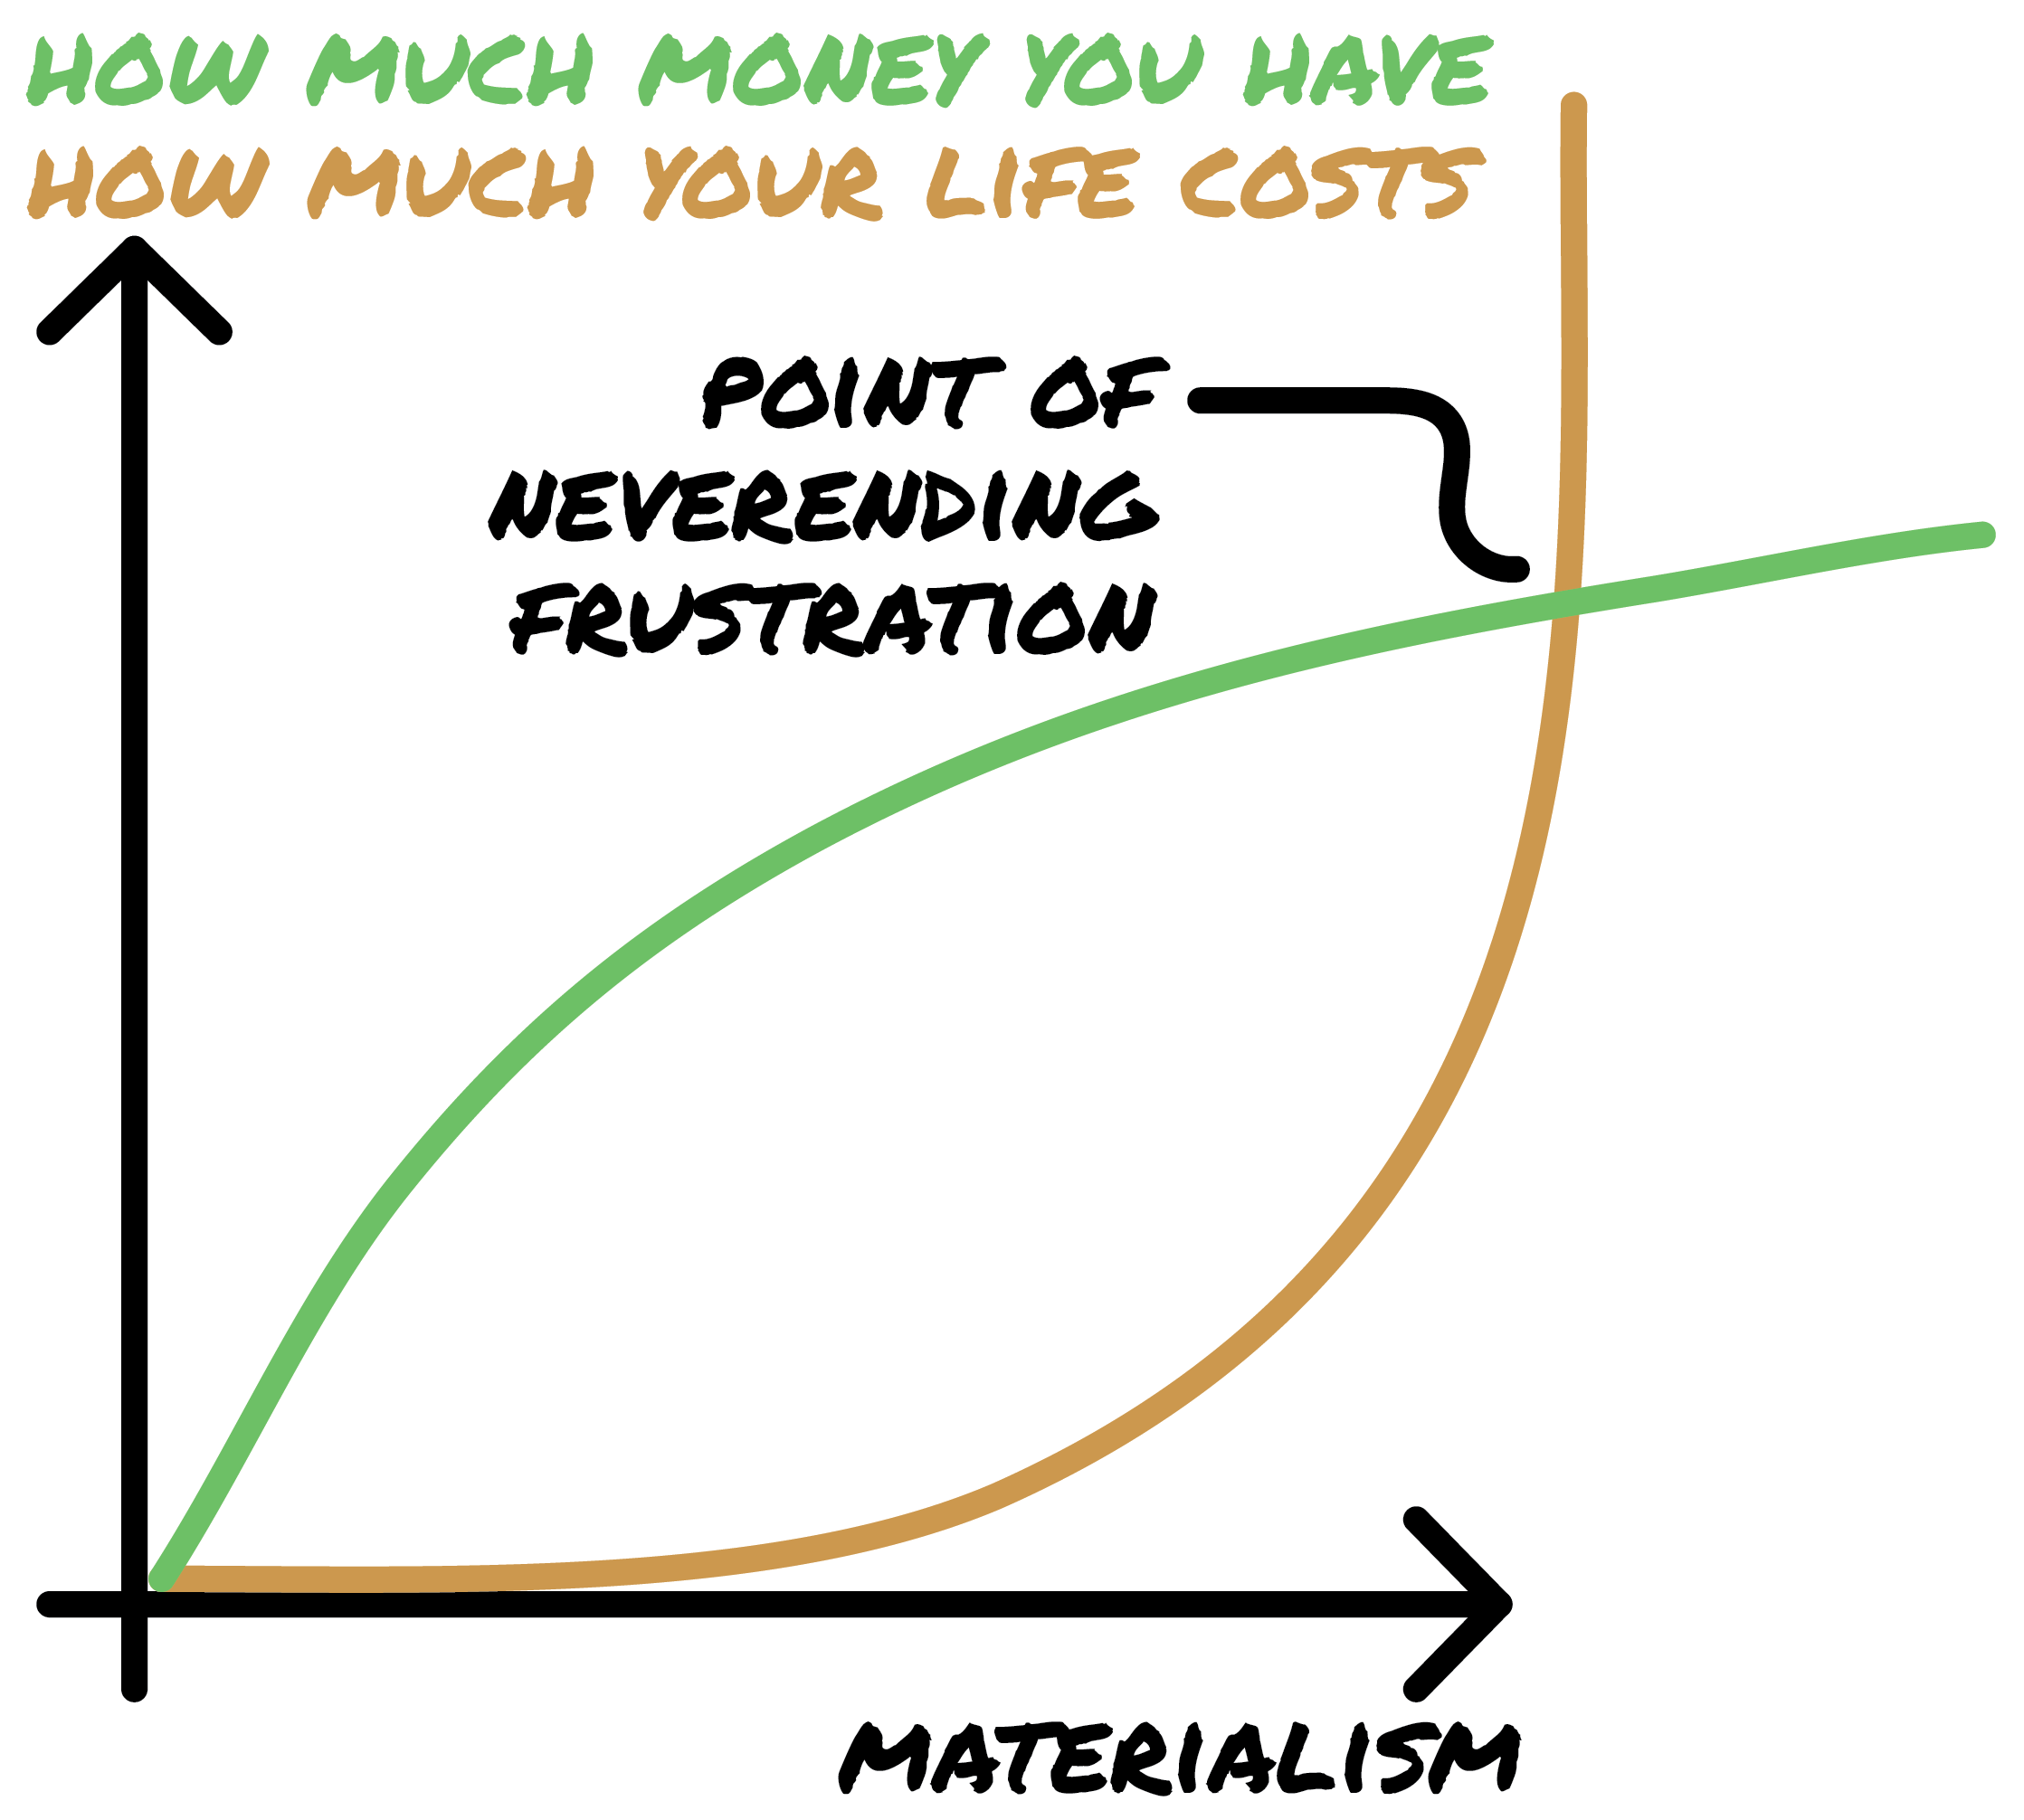 HOW MUCH MONEY YOU HAVE
HOW MUCH YOUR LIFE COSTS
POINT OF
NEVERENDING
FRUSTRATION
MATERIALISM